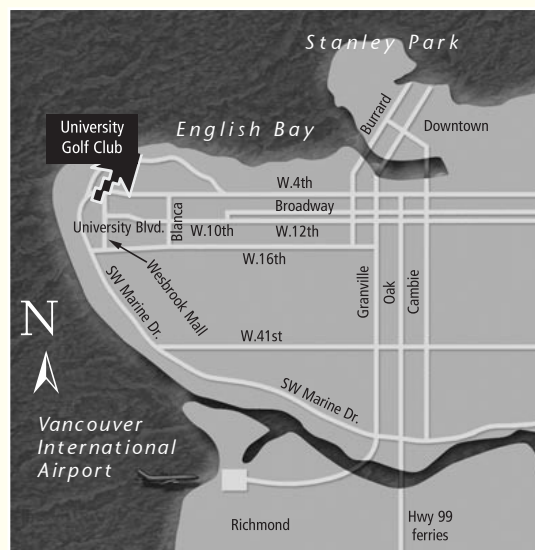 Stanley Park
Burrard
Downtown
University
Golf Club
English Bay
W.4th
Broadway
University Blvd.
Blanca
W.10th
W.12th
W.16th
Wesbrook Mall
SW Marine Dr.
Granville
Oak
Cambie
N
W.41st
SW Marine Dr.
Vancouver
International
Airport
Richmond
Hwy 99
ferries